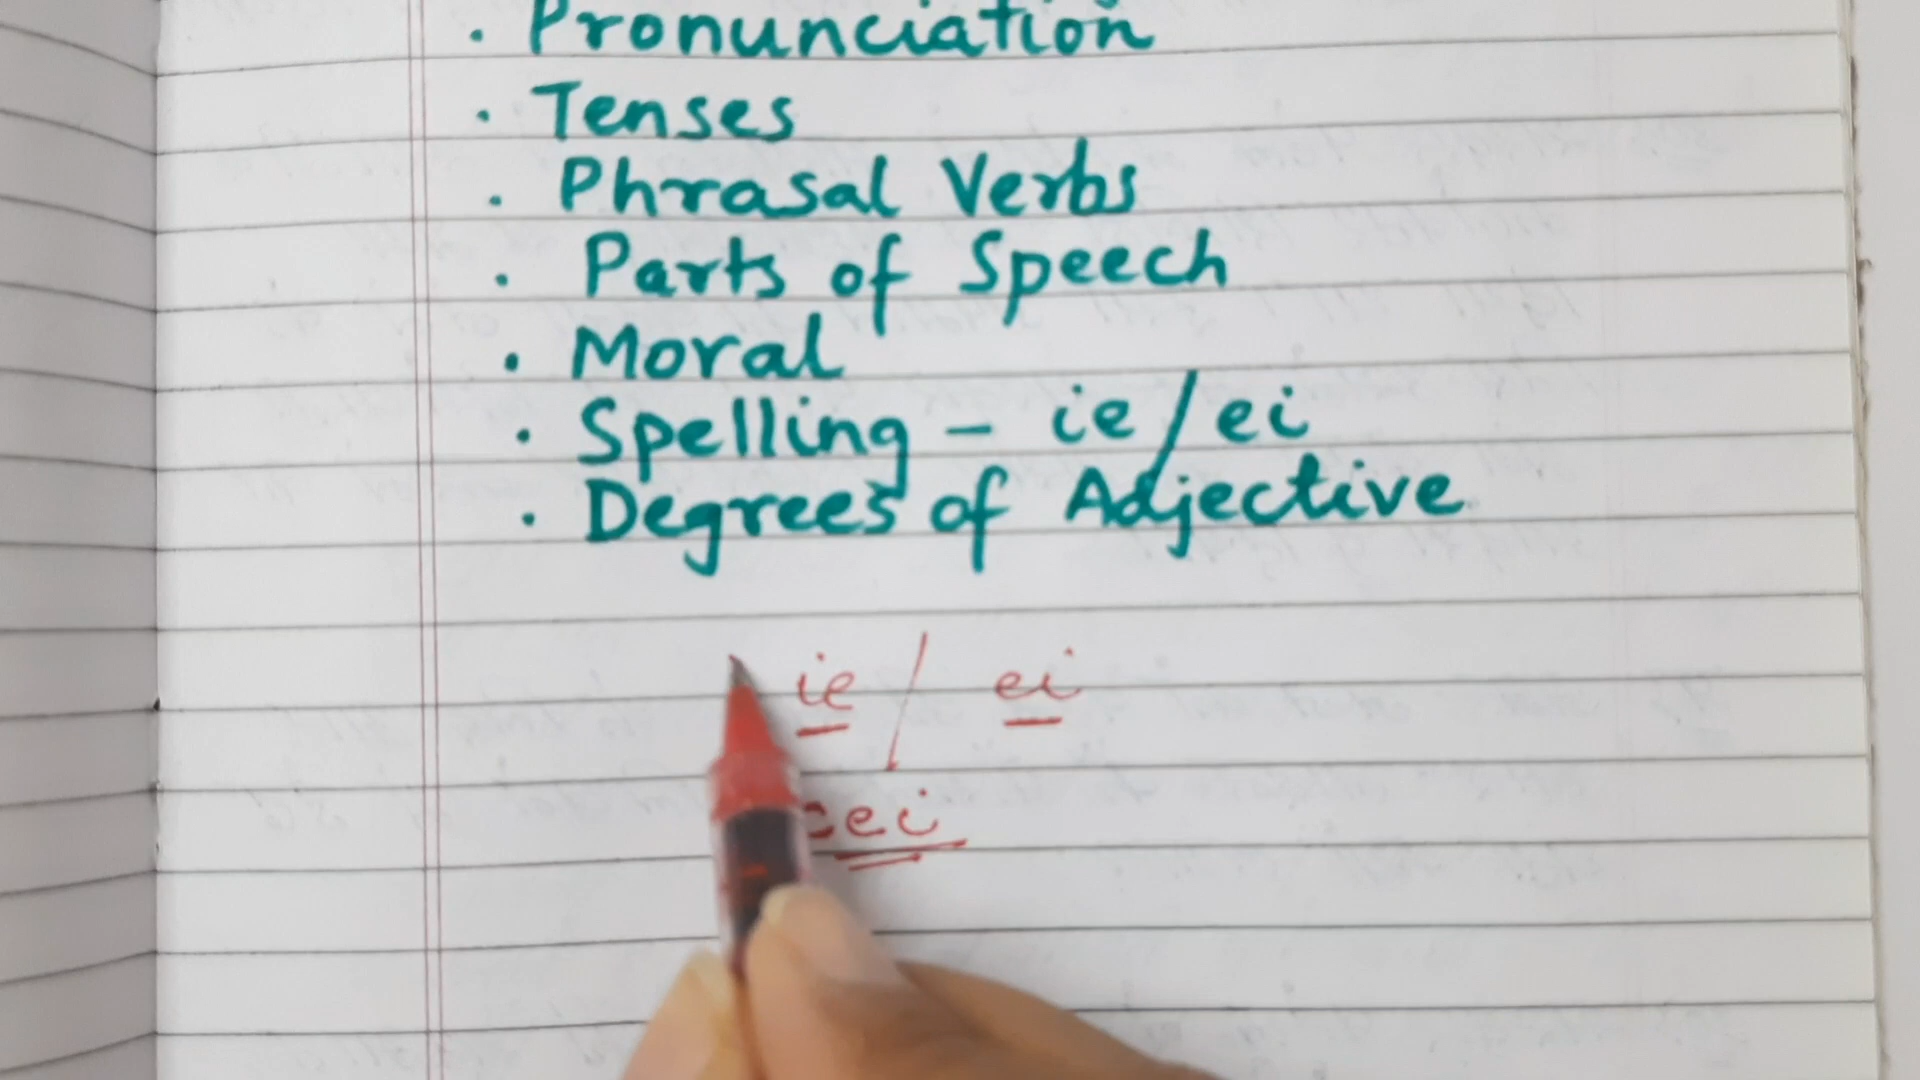 · Pronunciation
· Tenses
· Phrasal Verbs
· Parts of Speech
· Moral
· Spelling – ie/ei
· Degrees of Adjective
ie / ei
cei